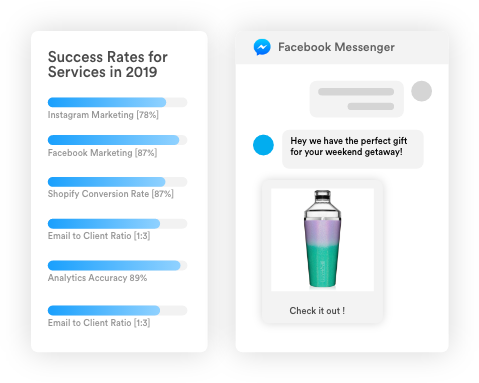 Success Rates for
Services in 2019
Instagram Marketing [78%]
Facebook Marketing [87%]
Shopify Conversion Rate [87%]
Email to Client Ratio [1:3]
Analytics Accuracy 89%
Email to Client Ratio [1:3]
Facebook Messenger
Hey we have the perfect gift
for your weekend getaway!
Check it out !